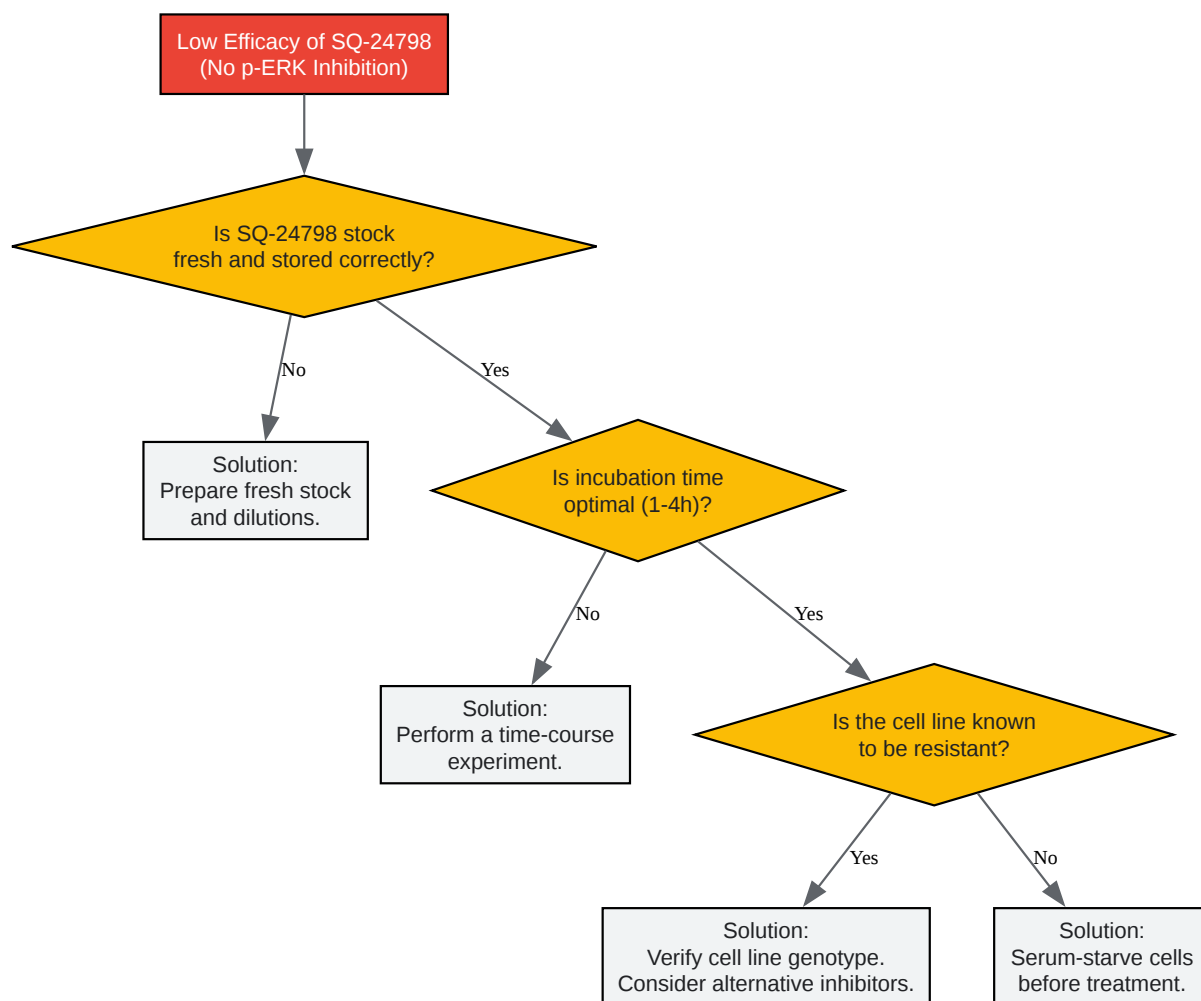 Low Efficacy of SQ-24798
(No p-ERK Inhibition)
Is SQ-24798 stock
fresh and stored correctly?
No
Yes
Solution:
Prepare fresh stock
and dilutions.
Is incubation time
optimal (1-4h)?
No
Yes
Solution:
Perform a time-course
experiment.
Is the cell line known
to be resistant?
Yes
No
Solution:
Verify cell line genotype.
Consider alternative inhibitors.
Solution:
Serum-starve cells
before treatment.